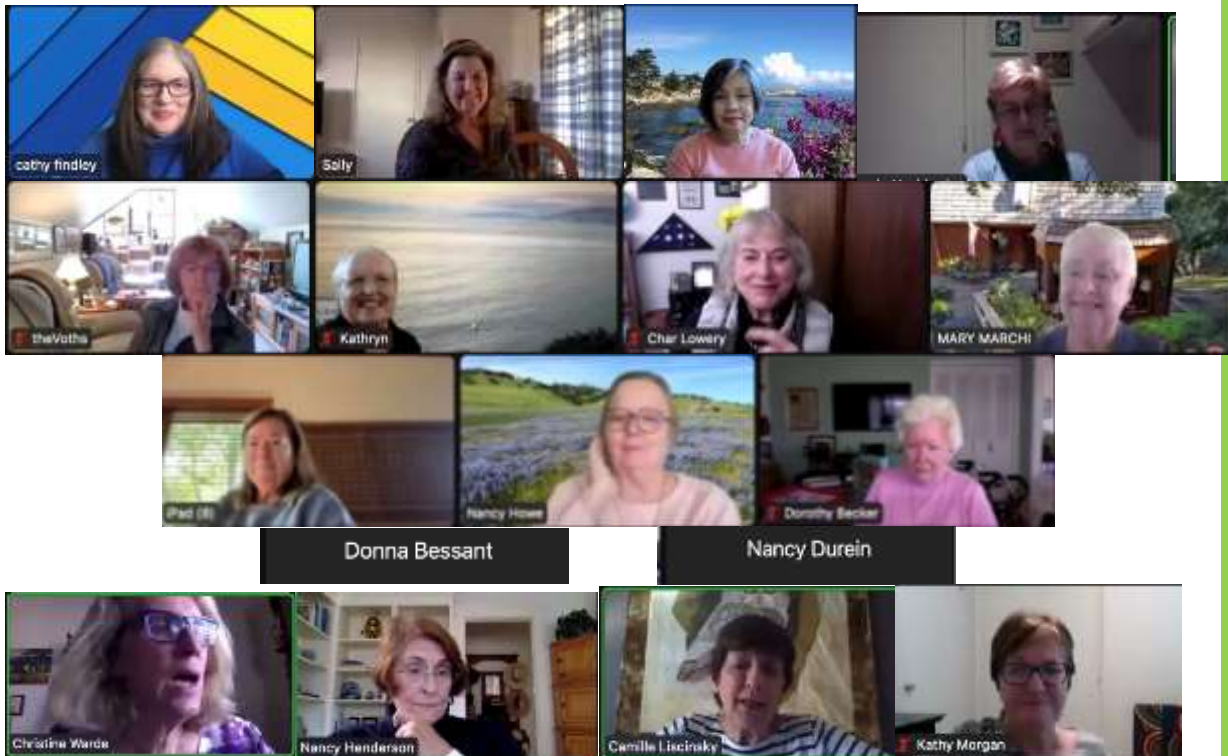 cathy findley
Sally
theVoths
Kathryn
Char Lowery
MARY MARCHI
iPad (8)
Nancy Howe
Dorothy Becker
Donna Bessant
Nancy Durein
Christine Warde
Nancy Henderson
Camille Liscinsky
Kathy Morgan